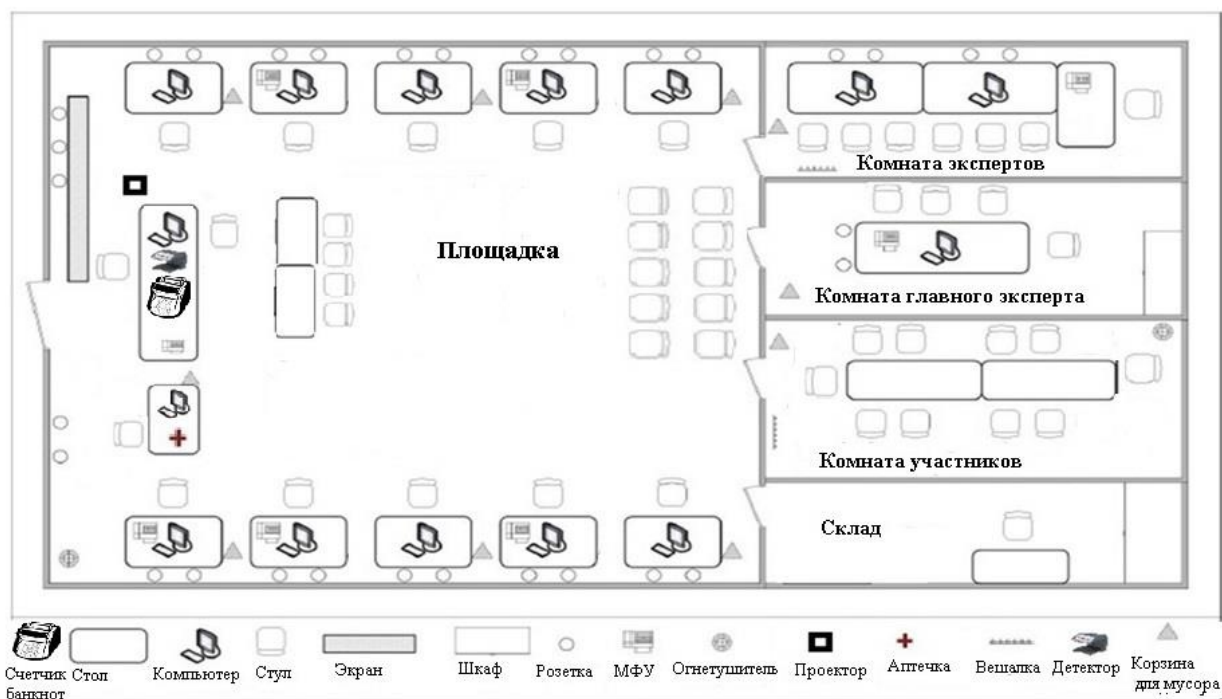 Комната экспертов
Площадка
Комната главного эксперта
Комната участников
Склад
Счетчик банкнот
Стол
Компьютер
Стул
Экран
Шкаф
Розетка
МФУ
Огнетушитель
Проектор
Аптечка
Вешалка
Детектор
Корзина
для мусора